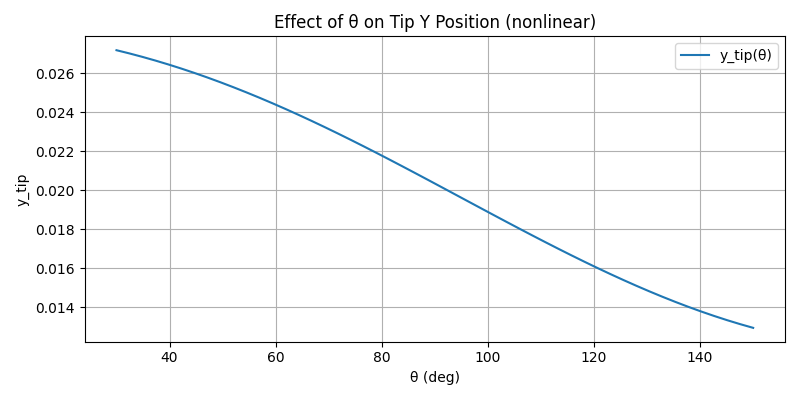 Effect of θ on Tip Y Position (nonlinear)
y_tip(θ)
y_tip
0.026
0.024
0.022
0.020
0.018
0.016
0.014
40 60 80 100 120 140
θ (deg)